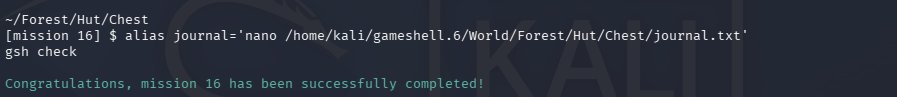 ~/Forest/Hut/Chest
[mission 16] $ alias journal='nano /home/kali/gameshell.6/World/Forest/Hut/Chest/journal.txt'
gsh check
Congratulations, mission 16 has been successfully completed!
KALI